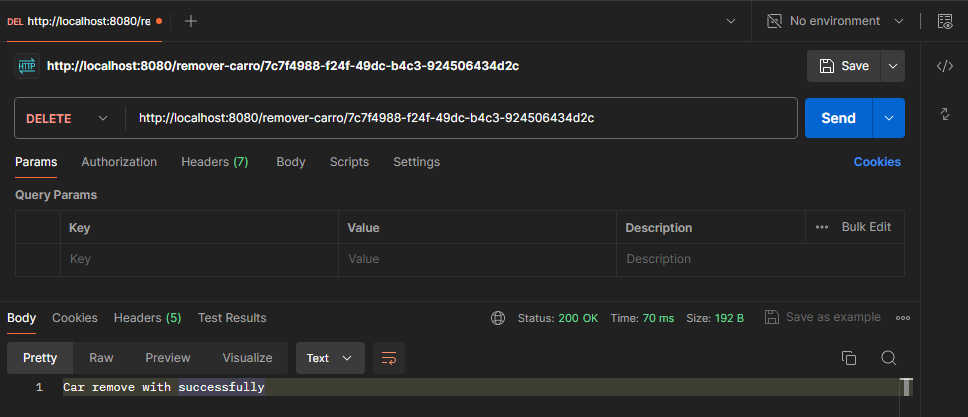 DEL http://localhost:8080/re
No environment
HTTP http://localhost:8080/remover-carro/7c7f4988-f24f-49dc-b4c3-924506434d2c
Save
DELETE http://localhost:8080/remover-carro/7c7f4988-f24f-49dc-b4c3-924506434d2c Send
Params Authorization Headers (7) Body Scripts Settings Cookies
Query Params
Key Value Description Bulk Edit
Key Value Description
Body Cookies Headers (5) Test Results Status: 200 OK Time: 70 ms Size: 192 B Save as example
Pretty Raw Preview Visualize Text
1 Car remove with successfully